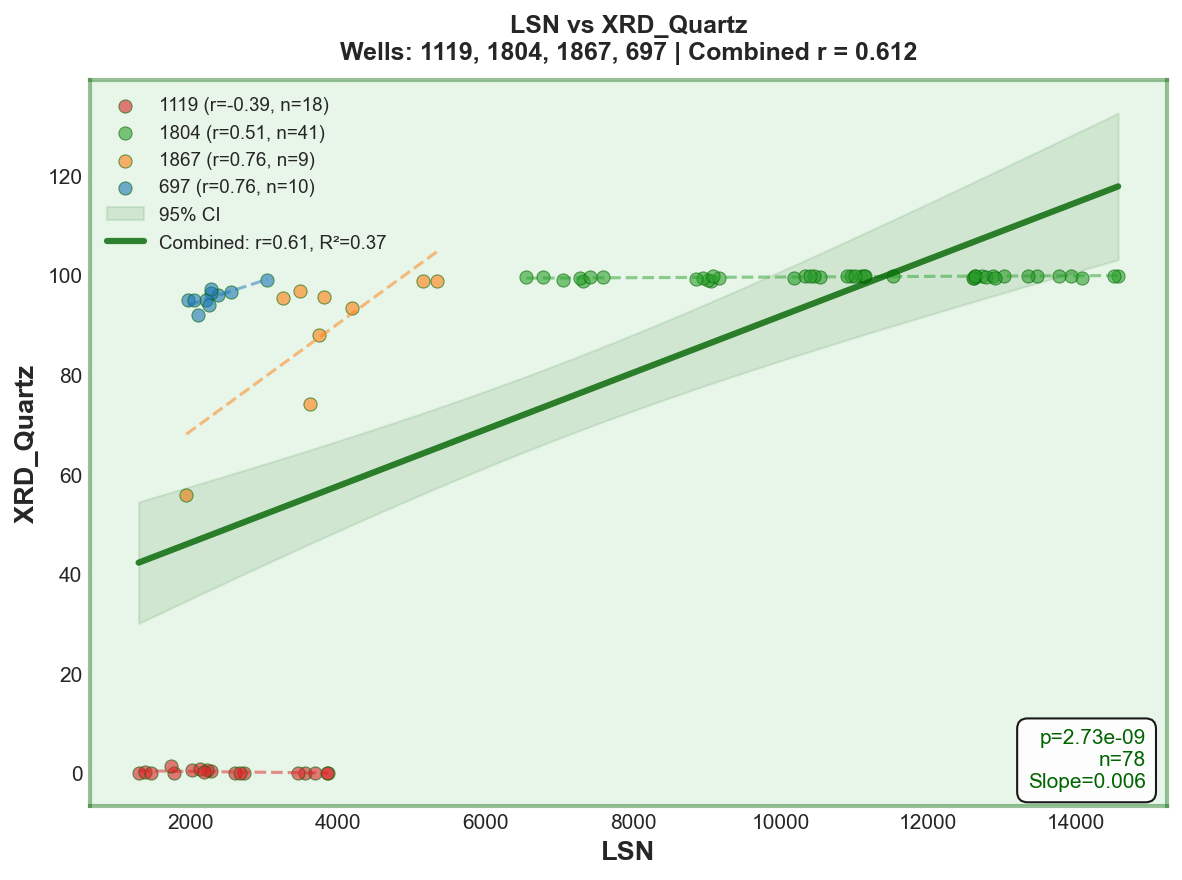 LSN vs XRD_Quartz
Wells: 1119, 1804, 1867, 697 | Combined r = 0.612
1119 (r=-0.39, n=18)
1804 (r=0.51, n=41)
1867 (r=0.76, n=9)
697 (r=0.76, n=10)
95% CI
Combined: r=0.61, R²=0.37
XRD_Quartz
120
100
80
60
40
20
0
p=2.73e-09
n=78
Slope=0.006
2000 4000 6000 8000 10000 12000 14000
LSN